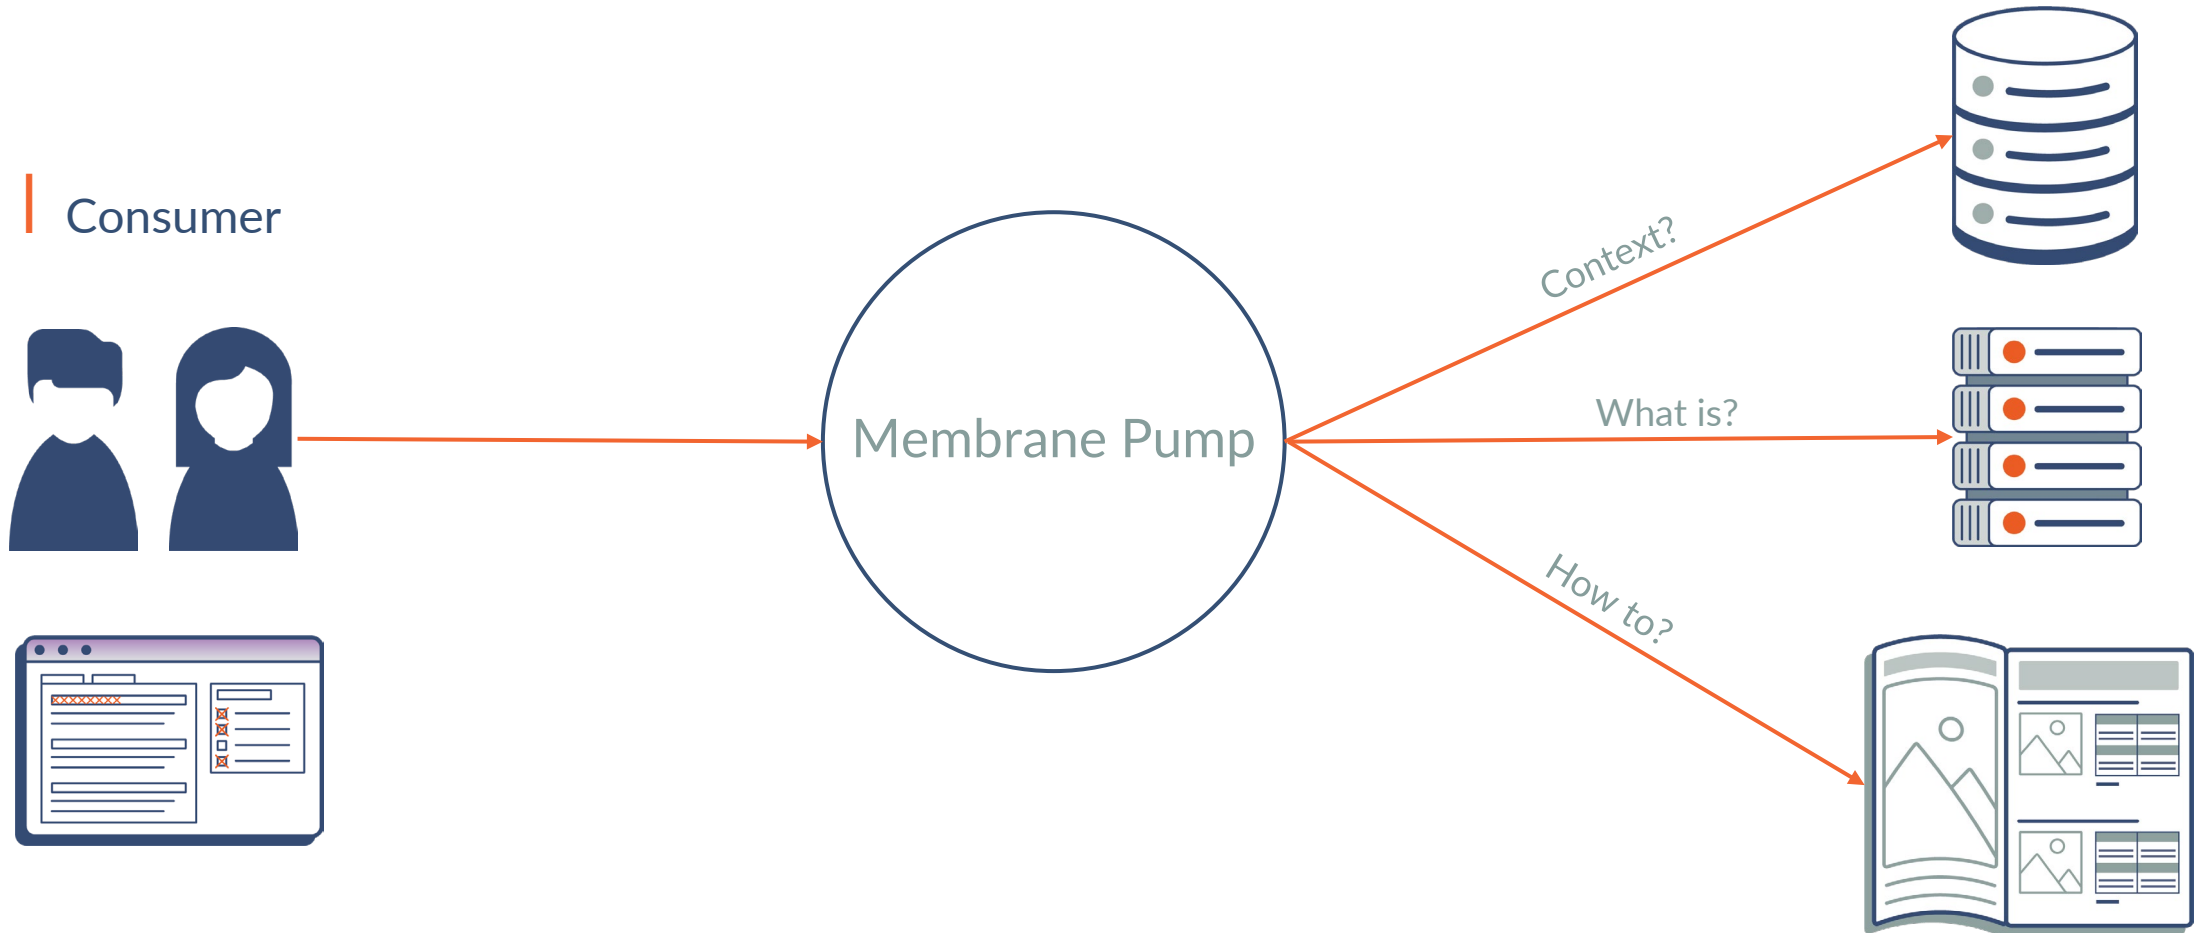 Consumer
Membrane Pump
Context?
What is?
How to?